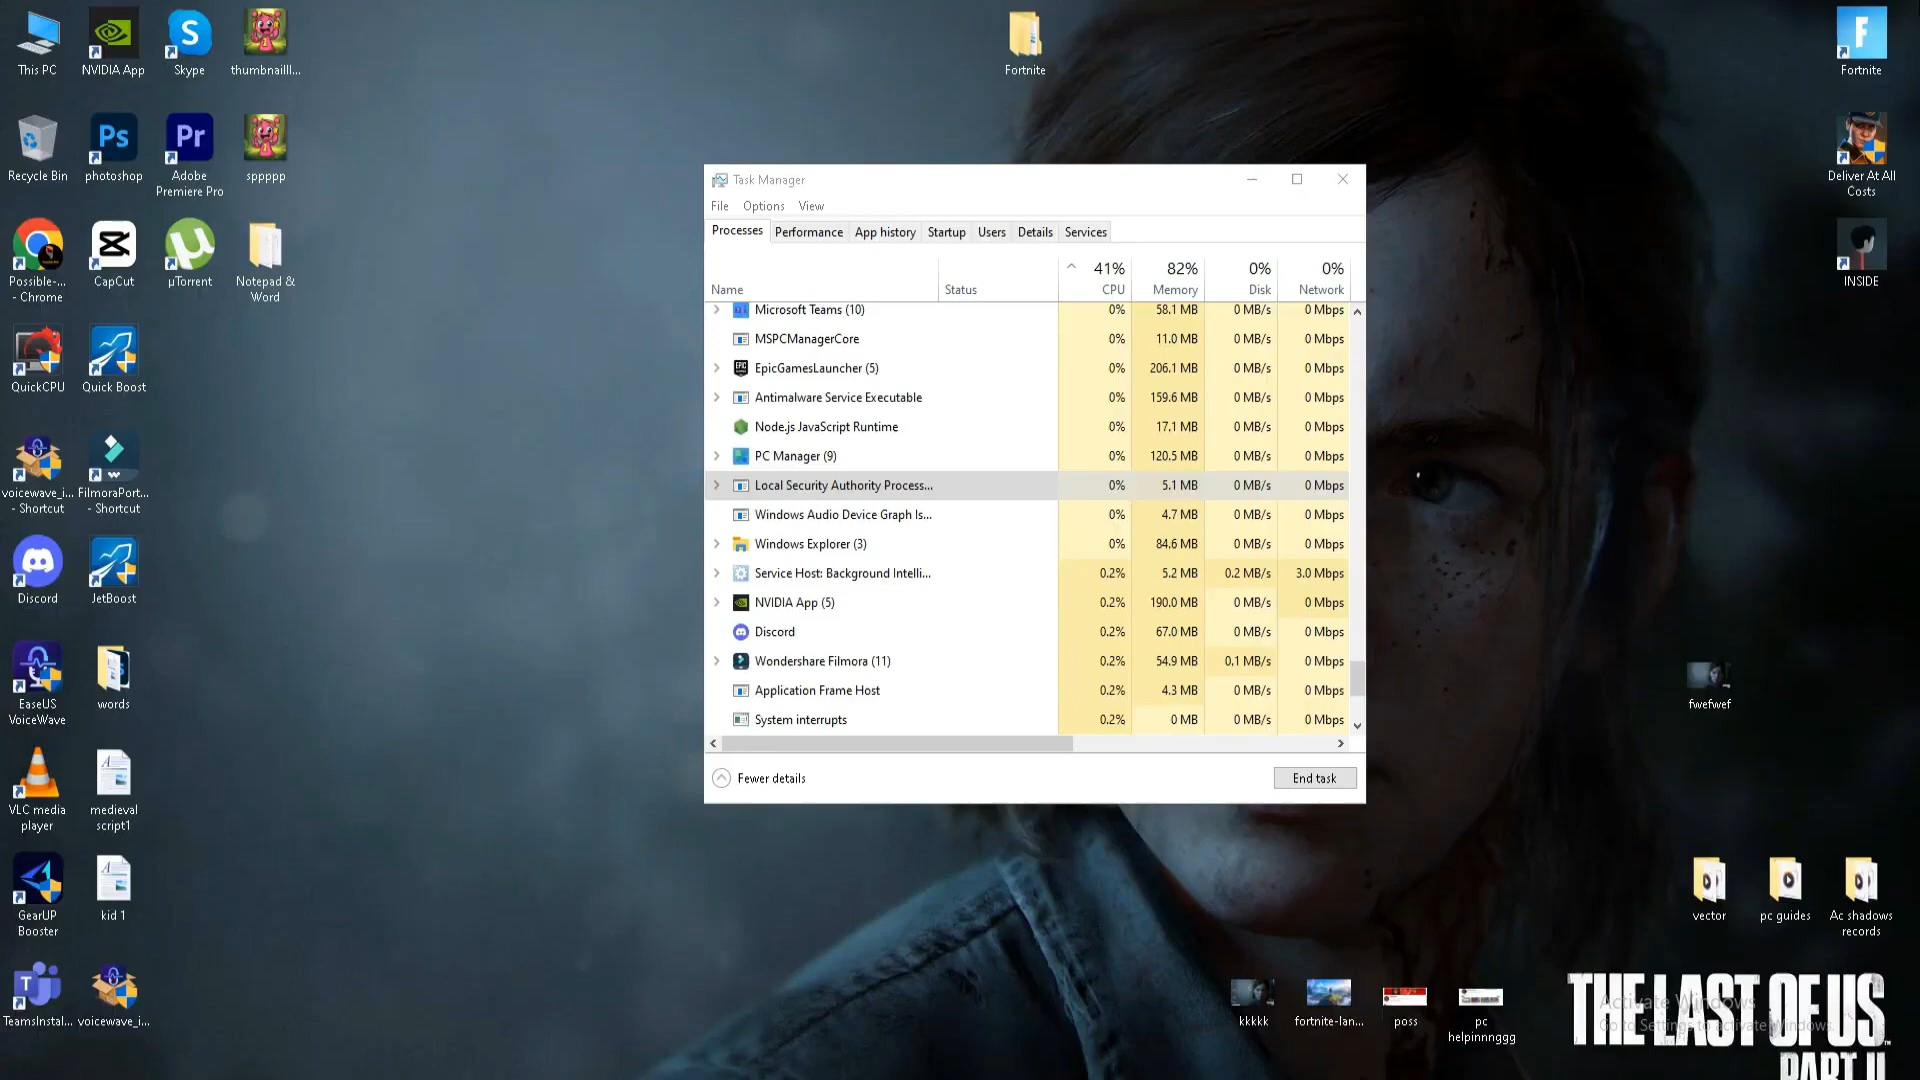 This PC
NVIDIA App
Skype
thumbnailll...
Fortnite
Fortnite
Recycle Bin
photoshop
Adobe
Premiere Pro
sppppp
Deliver At All
Costs
Possible-...
- Chrome
CapCut
µTorrent
Notepad &
Word
INSIDE
QuickCPU
Quick Boost
voicewave_i...
- Shortcut
FilmoraPort...
- Shortcut
Discord
JetBoost
EaseUS
VoiceWave
words
VLC media
player
medieval
script1
GearUP
Booster
kid 1
TeamsInstal...
voicewave_i...
Task Manager
File Options View
Processes Performance App history Startup Users Details Services
41% 82% 0% 0%
Name Status CPU Memory Disk Network
Microsoft Teams (10) 0% 58.1 MB 0 MB/s 0 Mbps
MSPCManagerCore 0% 11.0 MB 0 MB/s 0 Mbps
EpicGamesLauncher (5) 0% 206.1 MB 0 MB/s 0 Mbps
Antimalware Service Executable 0% 159.6 MB 0 MB/s 0 Mbps
Node.js JavaScript Runtime 0% 17.1 MB 0 MB/s 0 Mbps
PC Manager (9) 0% 120.5 MB 0 MB/s 0 Mbps
Local Security Authority Process... 0% 5.1 MB 0 MB/s 0 Mbps
Windows Audio Device Graph Is... 0% 4.7 MB 0 MB/s 0 Mbps
Windows Explorer (3) 0% 84.6 MB 0 MB/s 0 Mbps
Service Host: Background Intelli... 0.2% 5.2 MB 0.2 MB/s 3.0 Mbps
NVIDIA App (5) 0.2% 190.0 MB 0 MB/s 0 Mbps
Discord 0.2% 67.0 MB 0 MB/s 0 Mbps
Wondershare Filmora (11) 0.2% 54.9 MB 0.1 MB/s 0 Mbps
Application Frame Host 0.2% 4.3 MB 0 MB/s 0 Mbps
System interrupts 0.2% 0 MB 0 MB/s 0 Mbps
Fewer details
End task
fwefwef
vector
pc guides
Ac shadows
records
kkkkk
fortnite-lan...
poss
pc
helpinnnggg
THE LAST OF US
PART II
Activate Windows
Go to Settings to activate Windows.